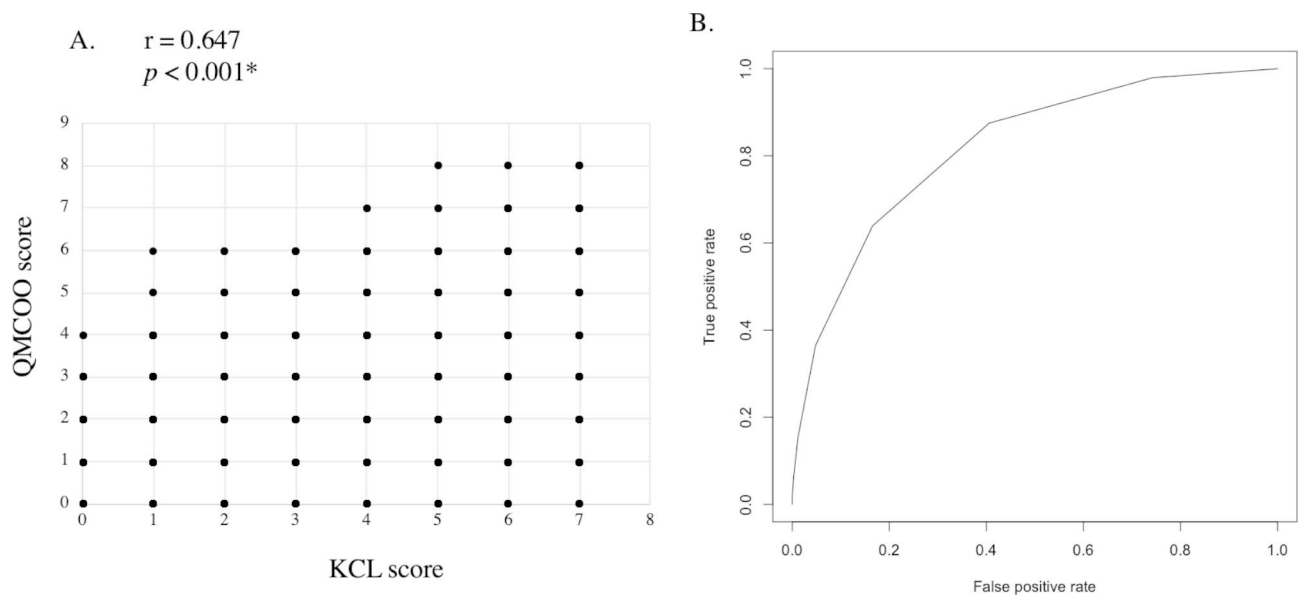 A.
r = 0.647
p < 0.001*
9
8
7
6
5
4
3
2
1
0
QMCOO score
0 1 2 3 4 5 6 7 8
KCL score
B.
1.0
0.8
0.6
0.4
0.2
0.0
True positive rate
0.0 0.2 0.4 0.6 0.8 1.0
False positive rate